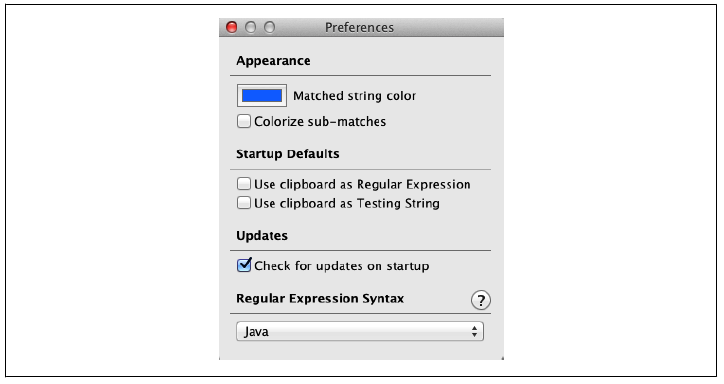 Preferences
Appearance
Matched string color
Colorize sub-matches
Startup Defaults
Use clipboard as Regular Expression
Use clipboard as Testing String
Updates
Check for updates on startup
Regular Expression Syntax ?
Java